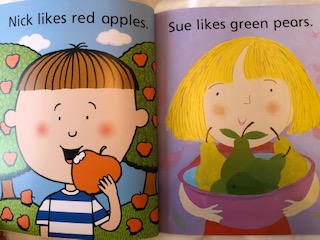 Nick likes red apples.
Sue likes green pears.